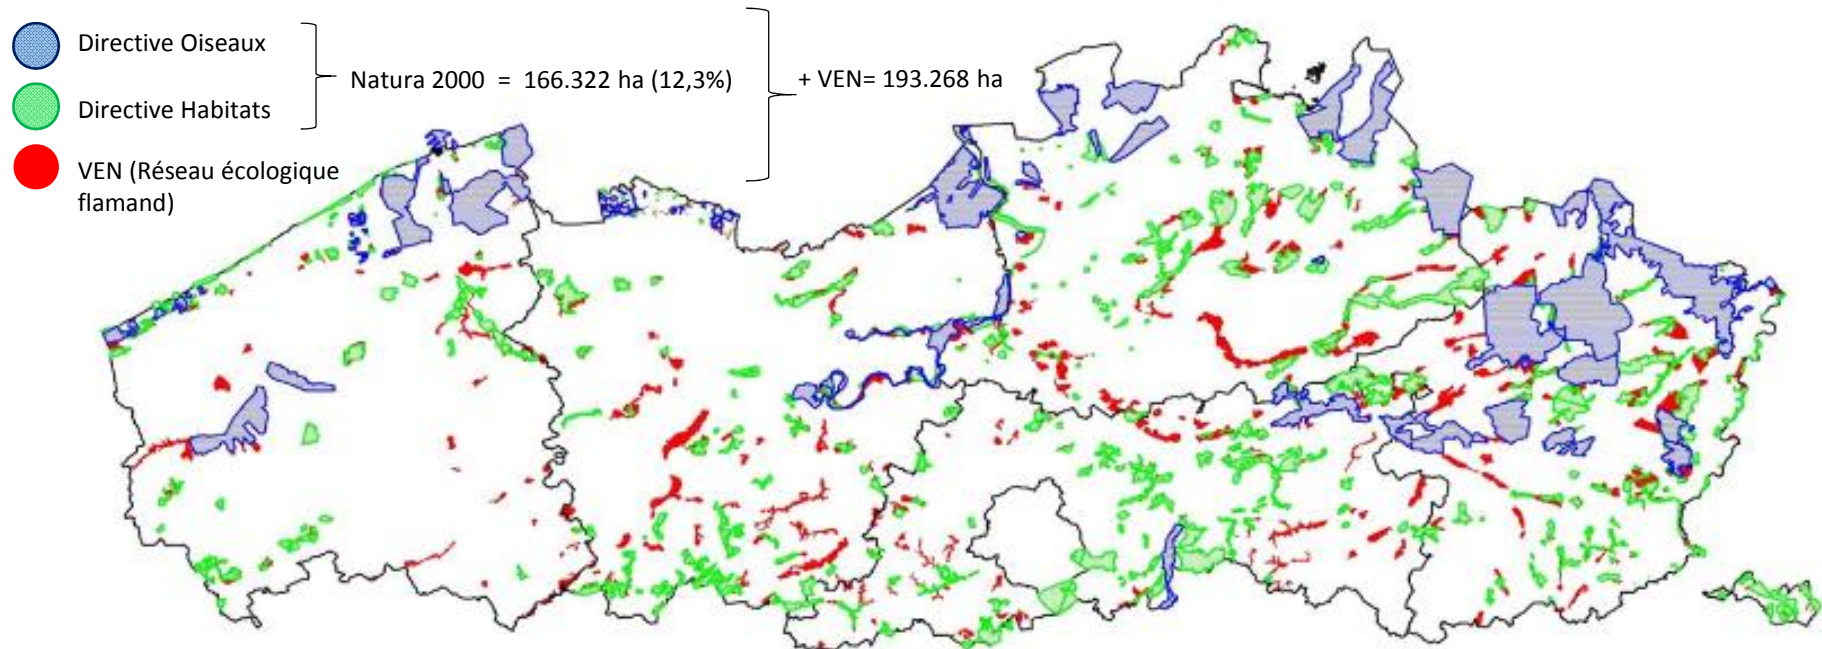 Directive Oiseaux
Natura 2000 = 166.322 ha (12,3%)
+ VEN= 193.268 ha
Directive Habitats
VEN (Réseau écologique
flamand)